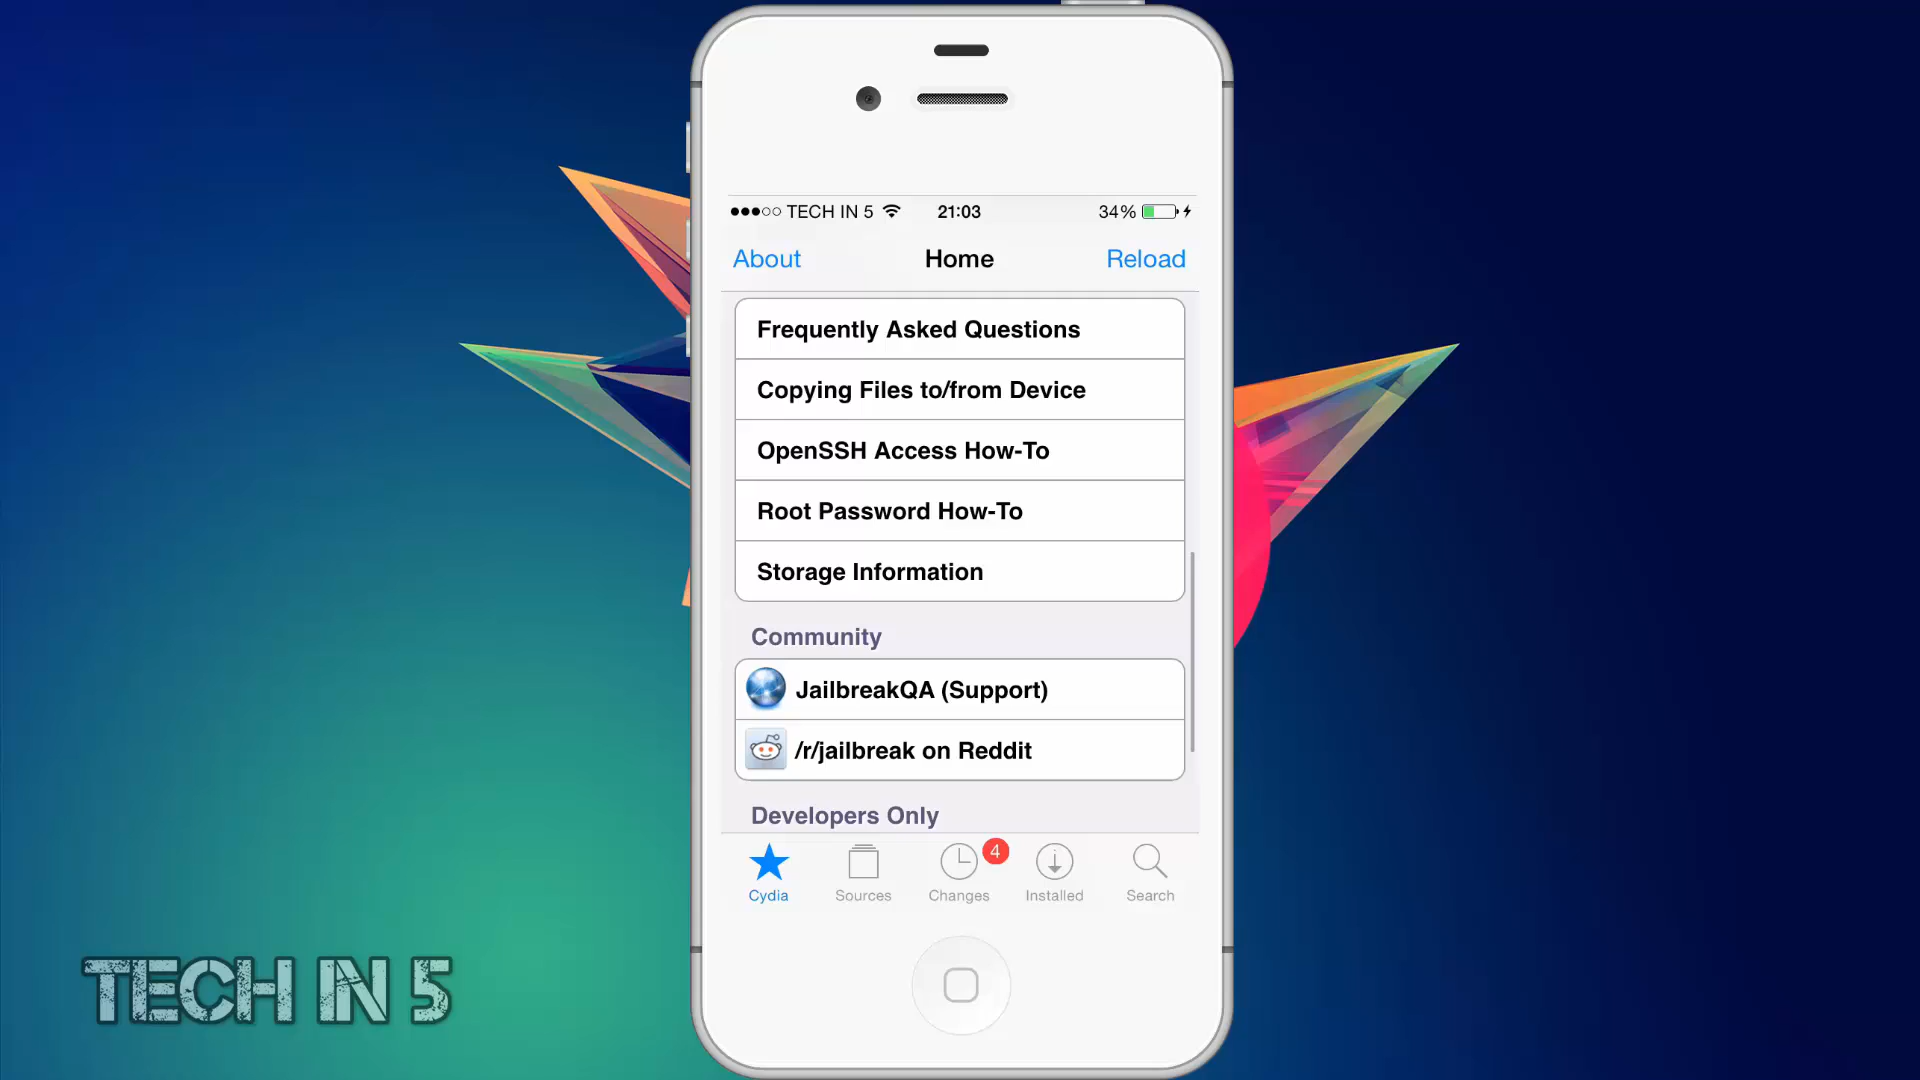 TECH IN 5 21:03 34%
About Home Reload
Frequently Asked Questions
Copying Files to/from Device
OpenSSH Access How-To
Root Password How-To
Storage Information
Community
JailbreakQA (Support)
/r/jailbreak on Reddit
Developers Only
4
Cydia Sources Changes Installed Search
TECH IN 5